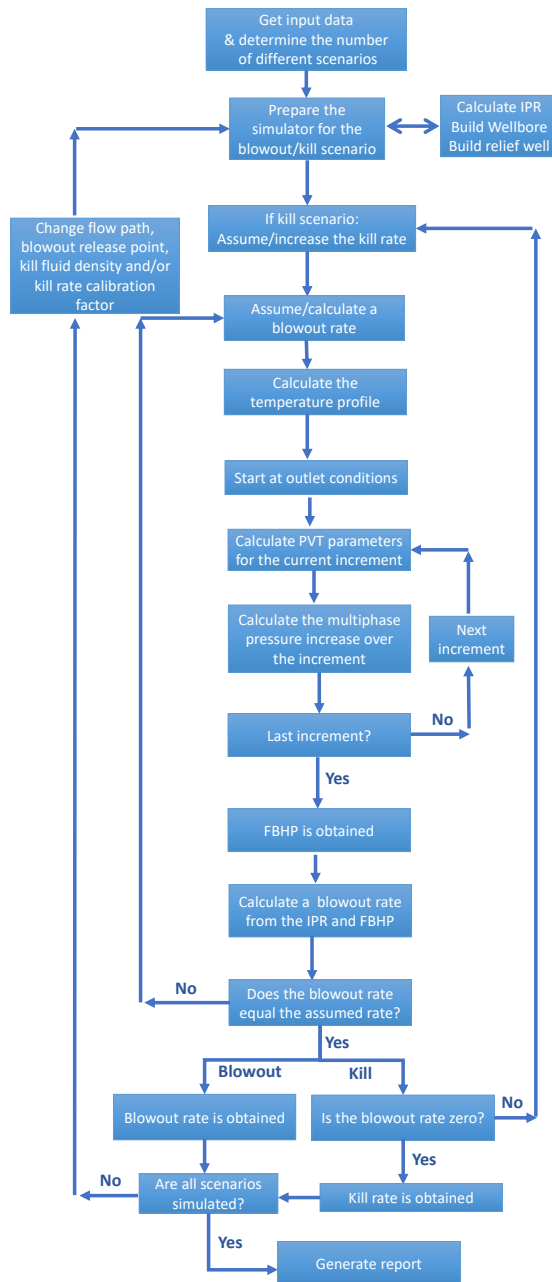 Get input data
& determine the number
of different scenarios
Prepare the
simulator for the
blowout/kill scenario
Calculate IPR
Build Wellbore
Build relief well
Change flow path,
blowout release point,
kill fluid density and/or
kill rate calibration
factor
If kill scenario:
Assume/increase the kill rate
Assume/calculate a
blowout rate
Calculate the
temperature profile
Start at outlet conditions
Calculate PVT parameters
for the current increment
Calculate the multiphase
pressure increase over
the increment
Next
increment
Last increment?
No
Yes
FBHP is obtained
Calculate a blowout rate
from the IPR and FBHP
Does the blowout rate
equal the assumed rate?
No
Yes
Blowout
Kill
Blowout rate is obtained
Is the blowout rate zero?
No
Yes
Are all scenarios
simulated?
Kill rate is obtained
No
Yes
Generate report